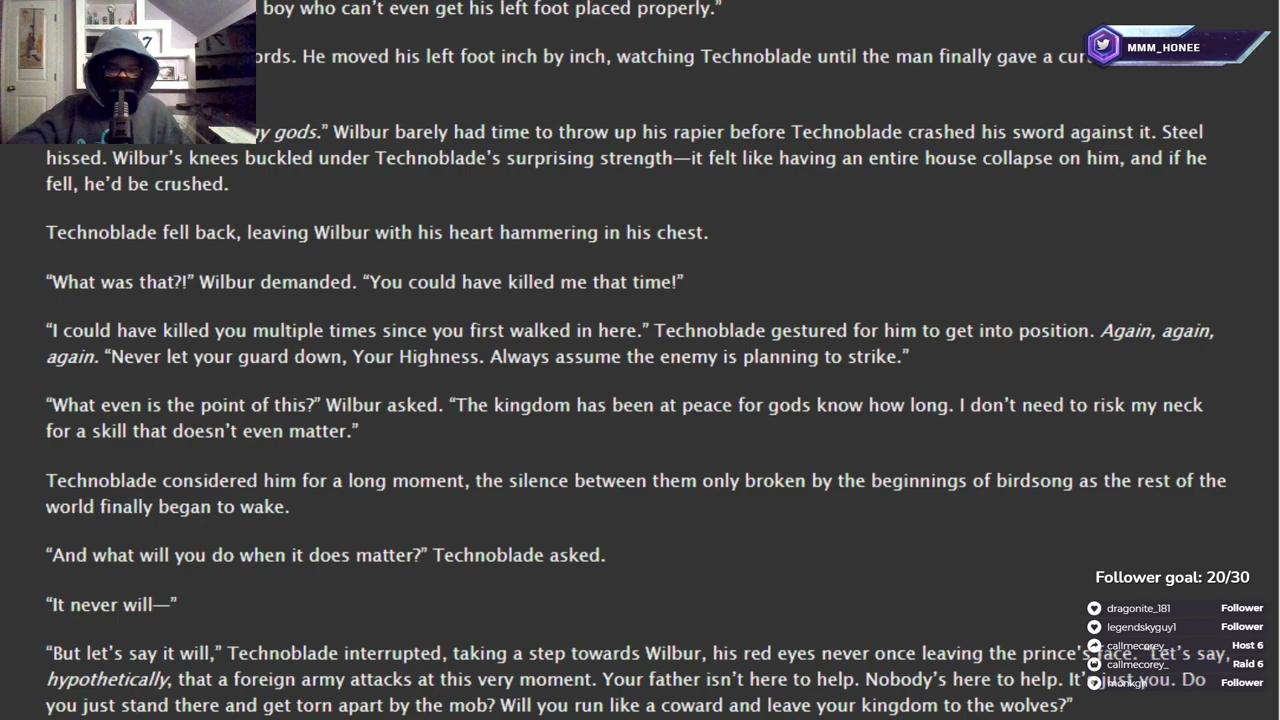 boy who can’t even get his left foot placed properly.”
MMM_HONEE
ords. He moved his left foot inch by inch, watching Technoblade until the man finally gave a
gods.” Wilbur barely had time to throw up his rapier before Technoblade crashed his sword against it. Steel
hissed. Wilbur’s knees buckled under Technoblade’s surprising strength—it felt like having an entire house collapse on him, and if he
fell, he’d be crushed.
Technoblade fell back, leaving Wilbur with his heart hammering in his chest.
“What was that?!” Wilbur demanded. “You could have killed me that time!”
“I could have killed you multiple times since you first walked in here.” Technoblade gestured for him to get into position. Again, again,
again. “Never let your guard down, Your Highness. Always assume the enemy is planning to strike.”
“What even is the point of this?” Wilbur asked. “The kingdom has been at peace for gods know how long. I don’t need to risk my neck
for a skill that doesn’t even matter.”
Technoblade considered him for a long moment, the silence between them only broken by the beginnings of birdsong as the rest of the
world finally began to wake.
“And what will you do when it does matter?” Technoblade asked.
Follower goal: 20/30
“It never will—”
dragonite_181 Follower
legendskyguy1 Follower
callmecorey_ Host 6
callmecorey_ Raid 6
Follower
“But let’s say it will,” Technoblade interrupted, taking a step towards Wilbur, his red eyes never once leaving the prince’s face. “Let’s say,
hypothetically, that a foreign army attacks at this very moment. Your father isn’t here to help. Nobody’s here to help. It’s just you. Do
you just stand there and get torn apart by the mob? Will you run like a coward and leave your kingdom to the wolves?”